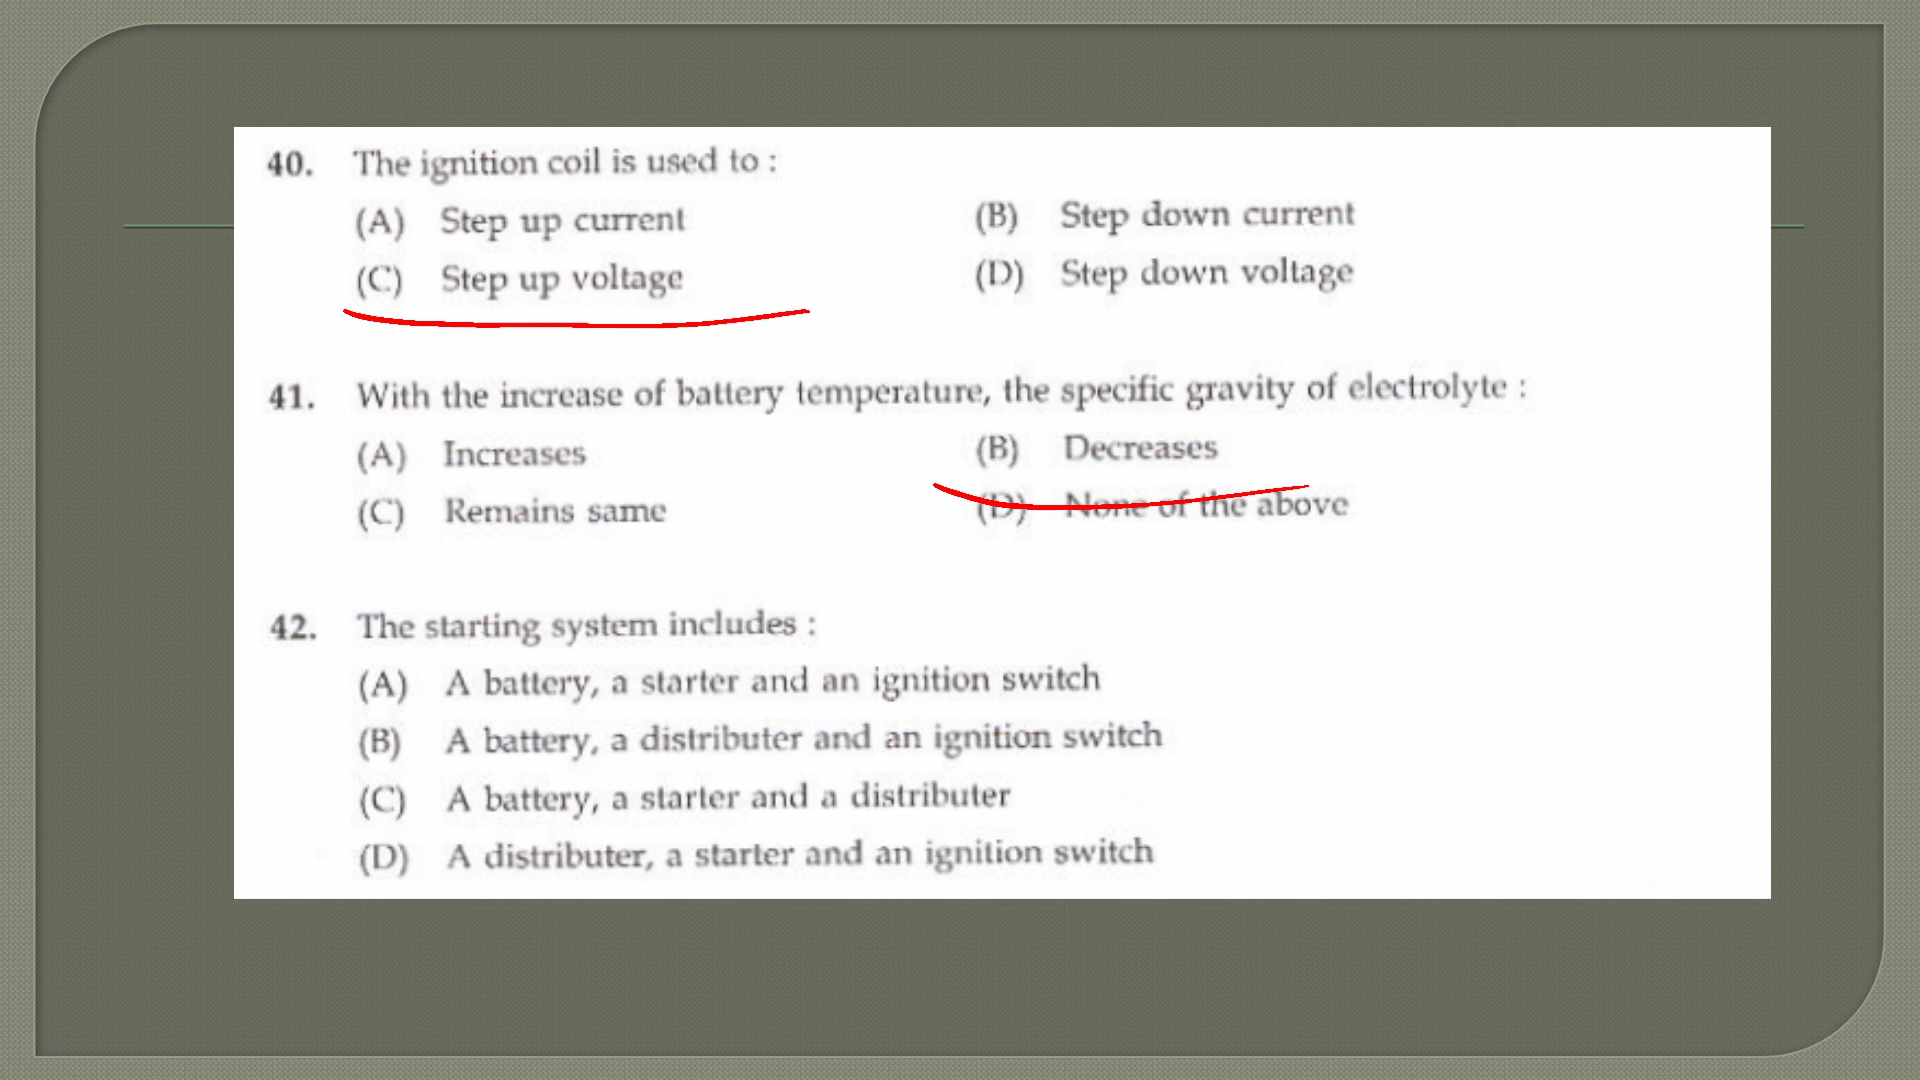 40. The ignition coil is used to :
(A) Step up current (B) Step down current
(C) Step up voltage (D) Step down voltage
41. With the increase of battery temperature, the specific gravity of electrolyte :
(A) Increases (B) Decreases
(C) Remains same (D) None of the above
42. The starting system includes :
(A) A battery, a starter and an ignition switch
(B) A battery, a distributer and an ignition switch
(C) A battery, a starter and a distributer
(D) A distributer, a starter and an ignition switch